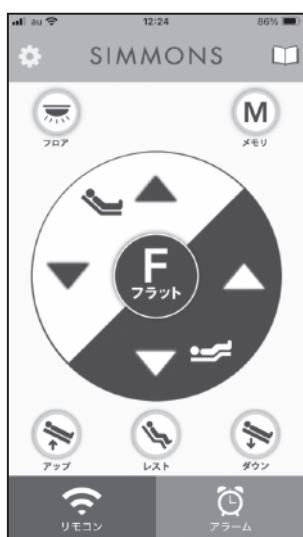 au 12:24 86%
SIMMONS
フロア
M
メモリ
F
フラット
アップ
レスト
ダウン
リモコン
アラーム